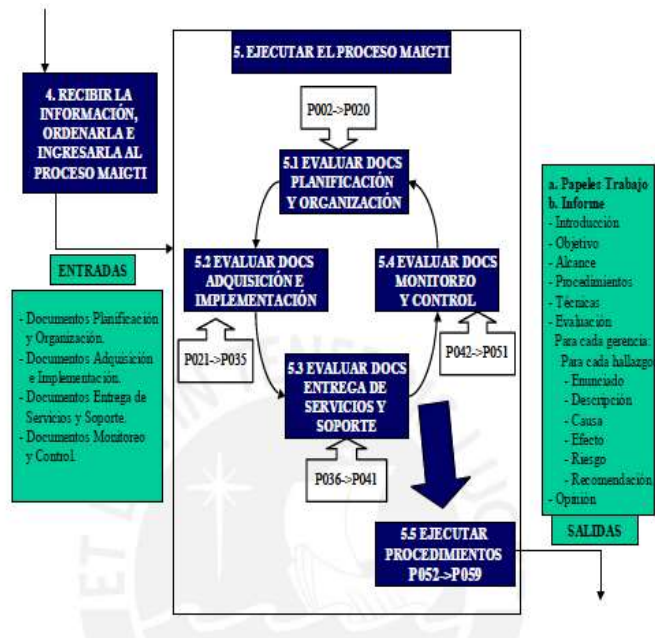 5. EJECUTAR EL PROCESO MAIGTI
4. RECIBIR LA
INFORMACIÓN,
ORDENARLA E
INGRESARLA AL
PROCESO MAIGTI
P002->P020
5.1 EVALUAR DOCS
PLANIFICACIÓN
Y ORGANIZACIÓN
ENTRADAS
- Documentos Planificación
y Organización.
- Documentos Adquisición
e Implementación.
- Documentos Entrega de
Servicios y Soporte.
- Documentos Monitoreo
y Control.
5.2 EVALUAR DOCS
ADQUISICIÓN E
IMPLEMENTACIÓN
P021->P035
5.4 EVALUAR DOCS
MONITOREO
Y CONTROL
P042->P051
5.3 EVALUAR DOCS
ENTREGA DE
SERVICIOS Y
SOPORTE
P036->P041
5.5 EJECUTAR
PROCEDIMIENTOS
P052->P059
a. Papeles Trabajo
b. Informe
- Introducción
- Objetivo
- Alcance
- Procedimientos
- Técnicas
- Evaluación
Para cada gerencia:
Para cada hallazgo
- Enunciado
- Descripción
- Causa
- Efecto
- Riesgo
- Recomendación
- Opinión
SALIDAS
ET L
IN